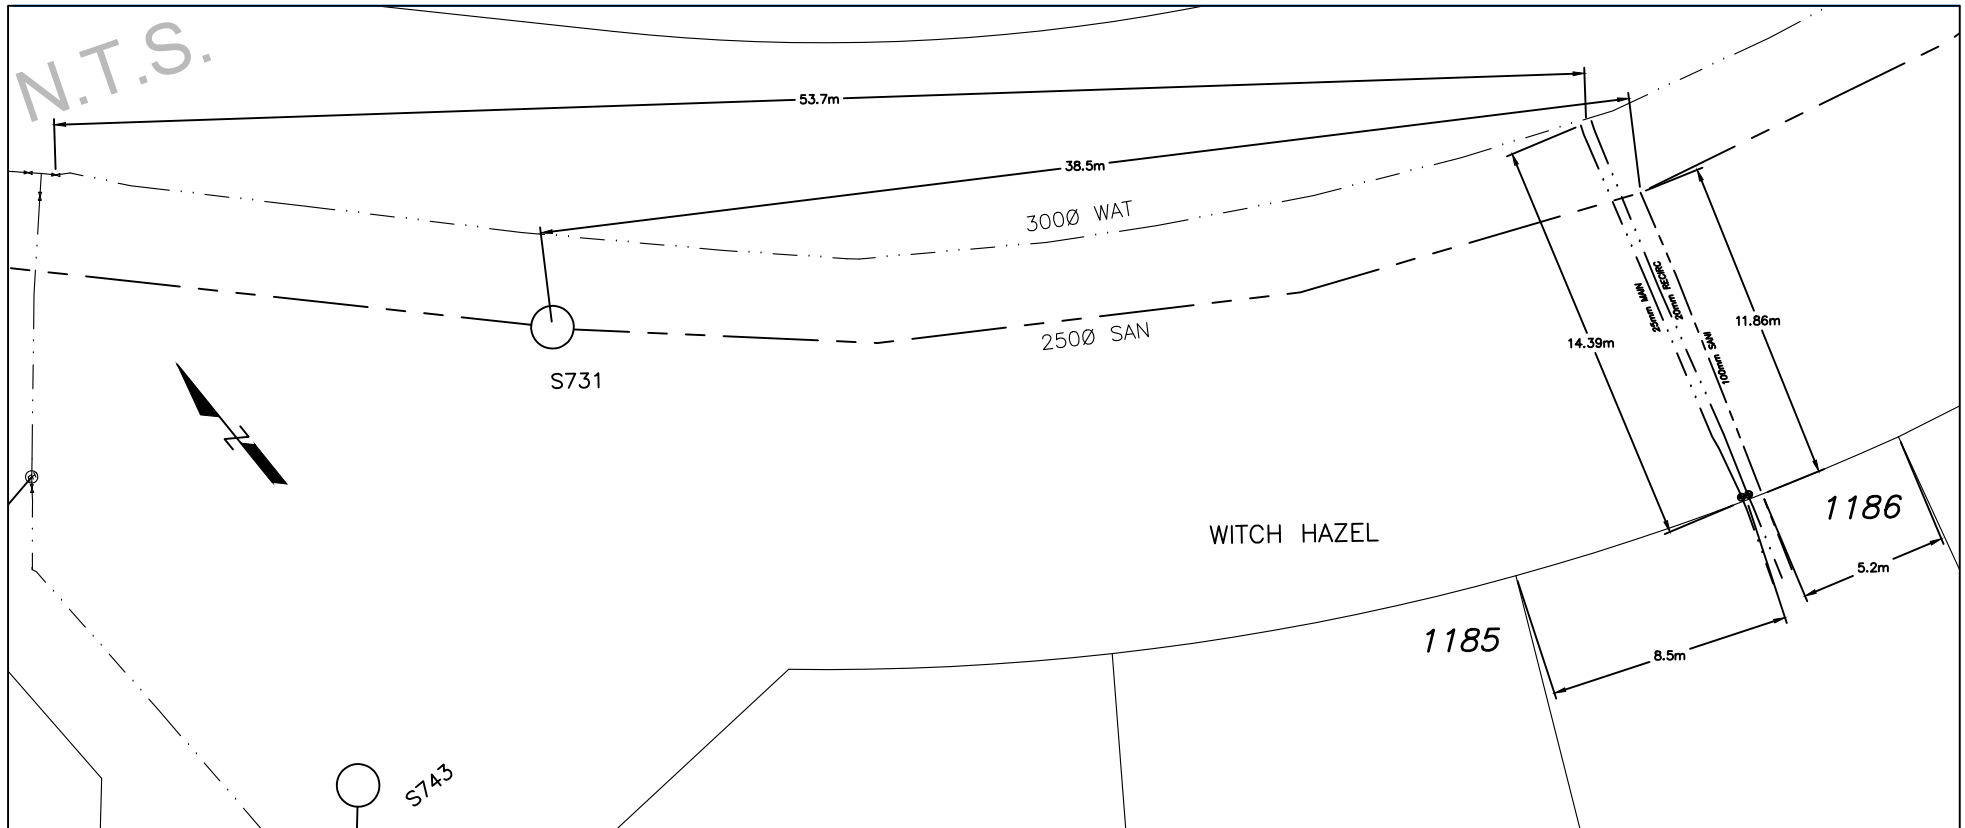 N.T.S.
53.7m
38.5m
300Ø WAT
250Ø SAN
S731
N
25mm MAIN
20mm RECIRC
100mm SANI
14.39m
11.86m
WITCH HAZEL
1186
5.2m
1185
8.5m
S743